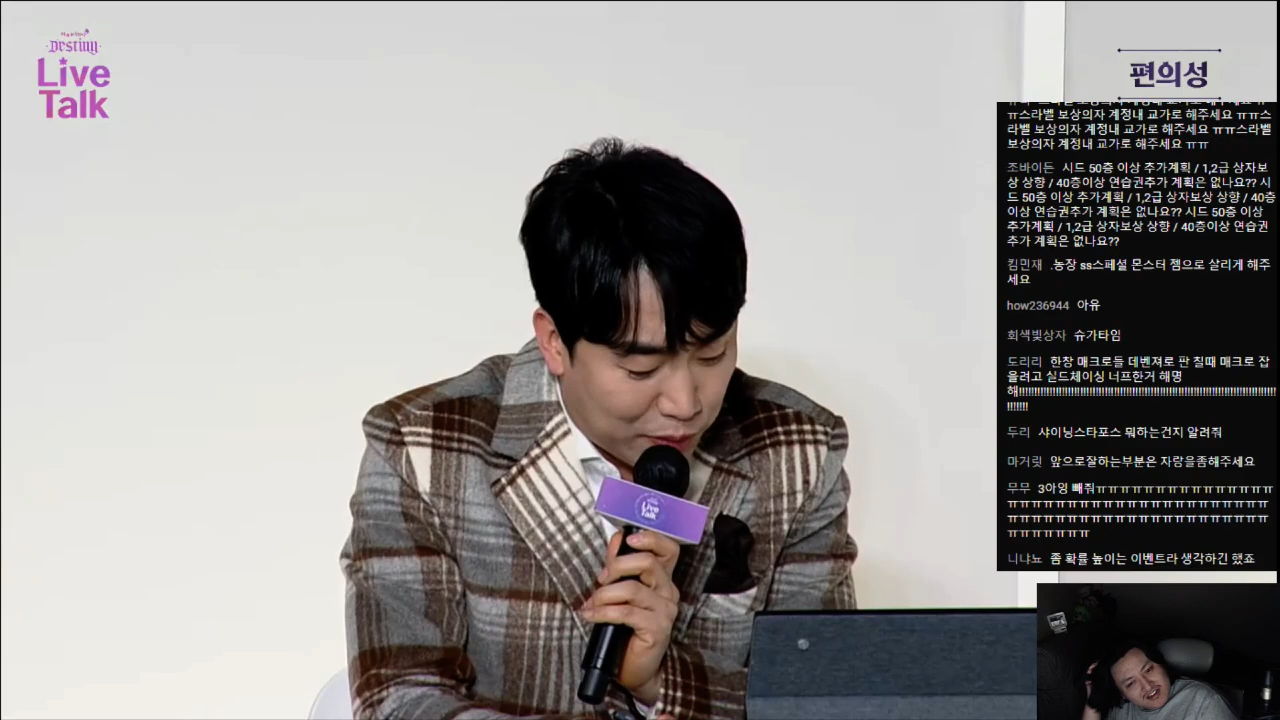 MapleStory
DESTINY
Live
Talk
편의성
ㅠㅠ스라벨 보상의자 계정내 교가로 해주세요 ㅠㅠ스
라벨 보상의자 계정내 교가로 해주세요 ㅠㅠ스라벨
보상의자 계정내 교가로 해주세요 ㅠㅠ
조바이든 시드 50층 이상 추가계획 / 1,2급 상자보
상 상향 / 40층이상 연습권추가 계획은 없나요?? 시
드 50층 이상 추가계획 / 1,2급 상자보상 상향 / 40층
이상 연습권추가 계획은 없나요?? 시드 50층 이상
추가계획 / 1,2급 상자보상 상향 / 40층이상 연습권
추가 계획은 없나요??
킴민재 .농장 ss스페셜 몬스터 젬으로 살리게 해주
세요
how236944 아유
회색빛상자 슈가타임
도리리 한창 매크로들 데벤져로 판 칠때 매크로 잡
을려고 실드체이싱 너프한거 해명
해!!!!!!!!!!!!!!!!!!!!!!!!!!!!!!!!!!!!!!!!!!!!!!!!!!!!!!!!!!!!!!!!!!!!!!!!!!!!!!!!!!!
!!!!!!!
두리 샤이닝스타포스 뭐하는건지 알려줘
마거릿 앞으로잘하는부분은 자랑을좀해주세요
무무 3아잉 빼줘ㅠㅠㅠㅠㅠㅠㅠㅠㅠㅠㅠㅠㅠㅠㅠ
ㅠㅠㅠㅠㅠㅠㅠㅠㅠㅠㅠㅠㅠㅠㅠㅠㅠㅠㅠㅠㅠㅠ
ㅠㅠㅠㅠㅠㅠㅠㅠㅠㅠㅠㅠㅠㅠㅠㅠㅠㅠㅠㅠㅠㅠ
ㅠㅠㅠㅠㅠㅠㅠ
니냐뇨 좀 확률 높이는 이벤트라 생각하긴 했죠
Live
Talk